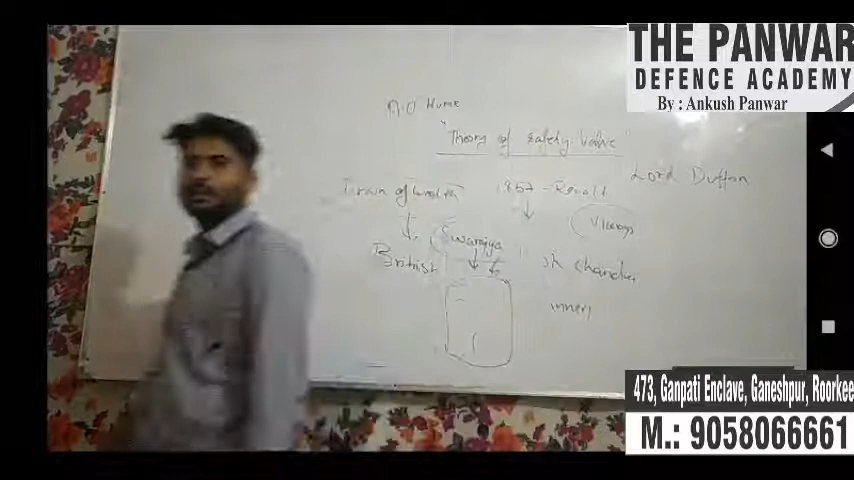 THE PANWAR
DEFENCE ACADEMY
By : Ankush Panwar
A.O Hume
"Theory of safety valve"
Lord Duffrin
Drain of wealth
1857 - Revolt
Viceroy
Swarajya
British
473, Ganpati Enclave, Ganeshpur, Roorkee
M.: 9058066661